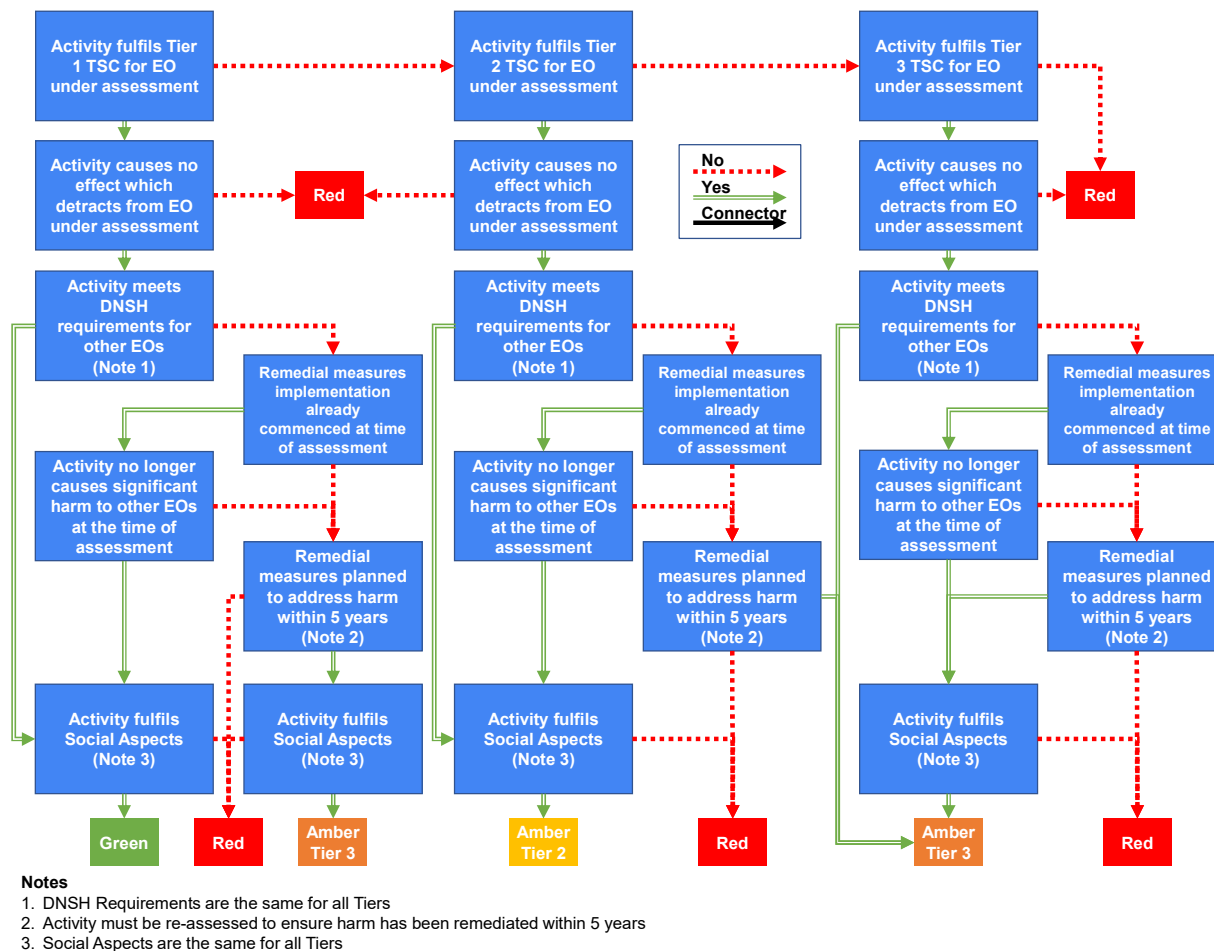 Activity fulfils Tier
1 TSC for EO
under assessment
Activity fulfils Tier
2 TSC for EO
under assessment
Activity fulfils Tier
3 TSC for EO
under assessment
Activity causes no
effect which
detracts from EO
under assessment
Red
Activity causes no
effect which
detracts from EO
under assessment
No
Yes
Connector
Activity causes no
effect which
detracts from EO
under assessment
Red
Activity meets
DNSH
requirements for
other EOs
(Note 1)
Activity meets
DNSH
requirements for
other EOs
(Note 1)
Activity meets
DNSH
requirements for
other EOs
(Note 1)
Remedial measures
implementation
already
commenced at time
of assessment
Remedial measures
implementation
already
commenced at time
of assessment
Remedial measures
implementation
already
commenced at time
of assessment
Activity no longer
causes significant
harm to other EOs
at the time of
assessment
Activity no longer
causes significant
harm to other EOs
at the time of
assessment
Activity no longer
causes significant
harm to other EOs
at the time of
assessment
Remedial
measures planned
to address harm
within 5 years
(Note 2)
Remedial
measures planned
to address harm
within 5 years
(Note 2)
Remedial
measures planned
to address harm
within 5 years
(Note 2)
Activity fulfils
Social Aspects
(Note 3)
Activity fulfils
Social Aspects
(Note 3)
Activity fulfils
Social Aspects
(Note 3)
Activity fulfils
Social Aspects
(Note 3)
Green
Red
Amber
Tier 3
Amber
Tier 2
Red
Amber
Tier 3
Red
Notes
1. DNSH Requirements are the same for all Tiers
2. Activity must be re-assessed to ensure harm has been remediated within 5 years
3. Social Aspects are the same for all Tiers